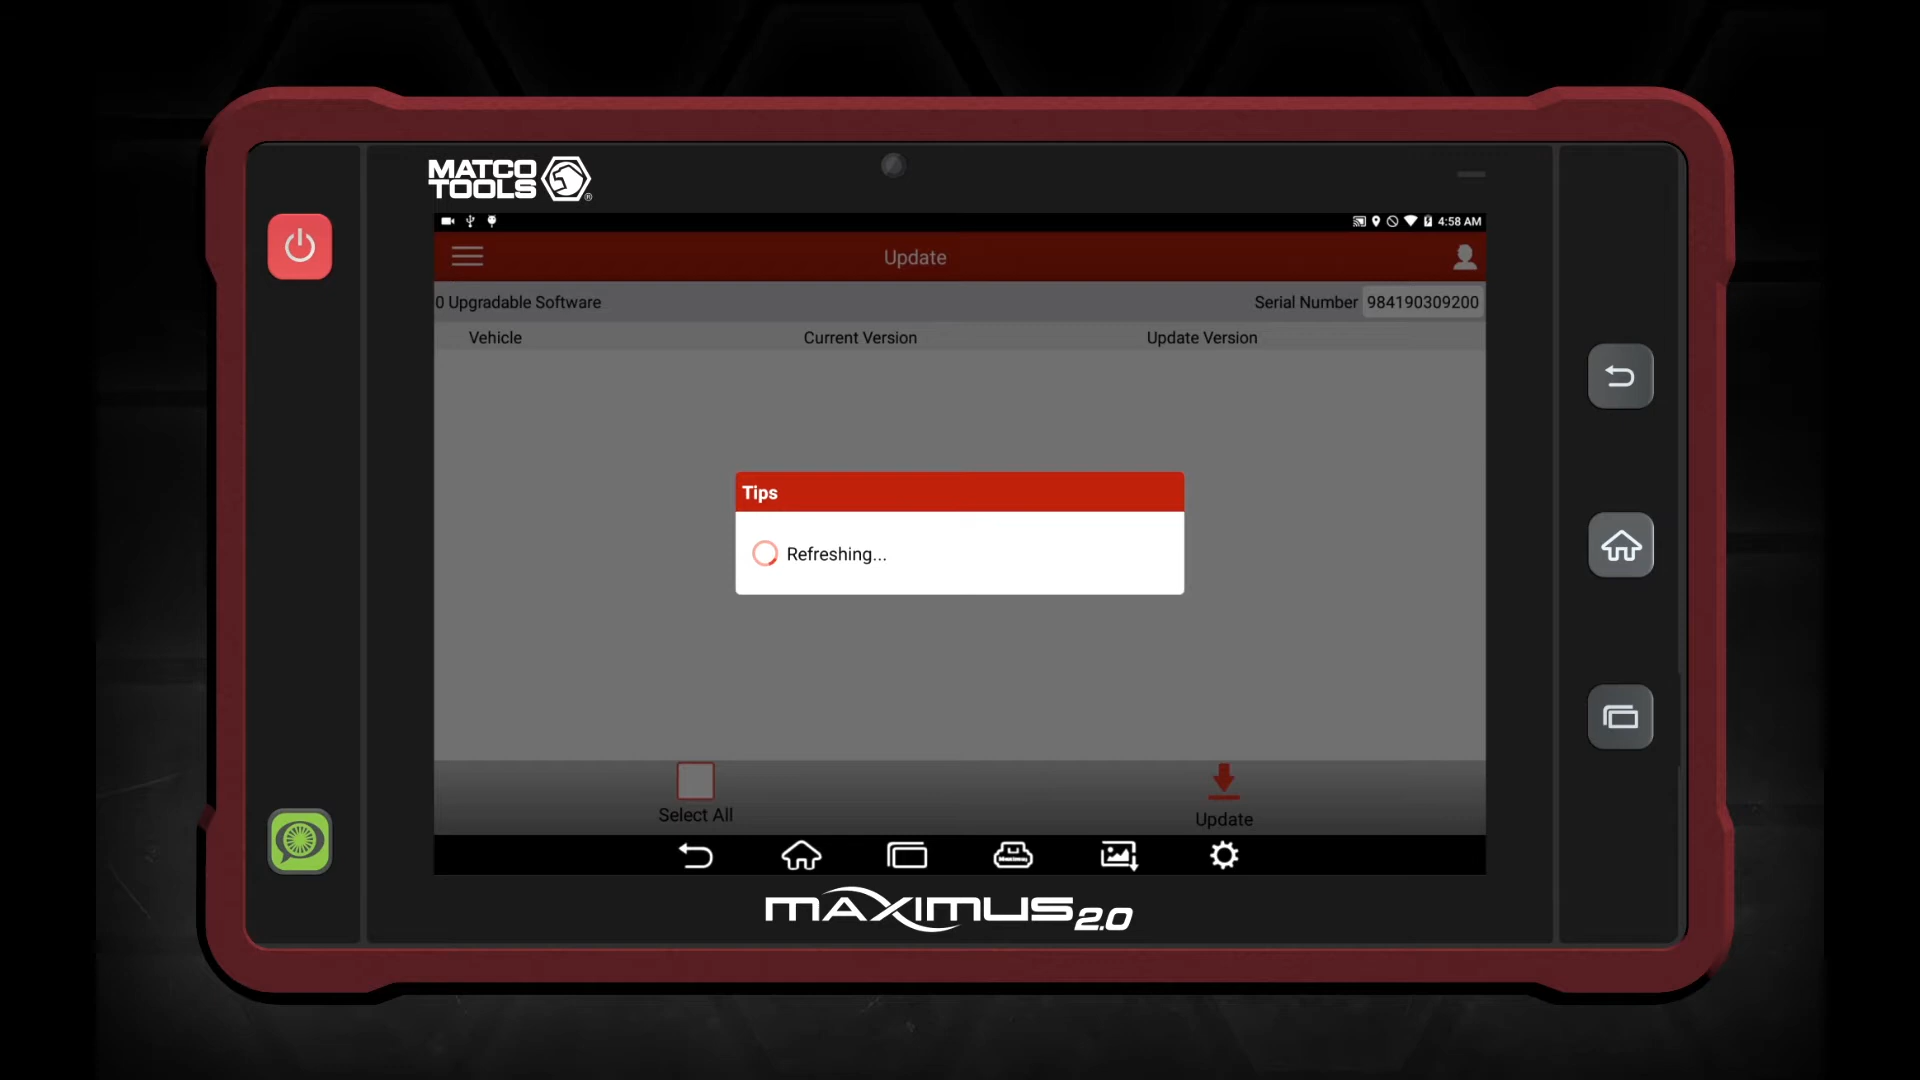 MATCO
TOOLS
®
4:58 AM
Update
0 Upgradable Software
Serial Number 984190309200
Vehicle Current Version Update Version
Tips
Refreshing...
Select All
Update
MAXIMUS 2.0